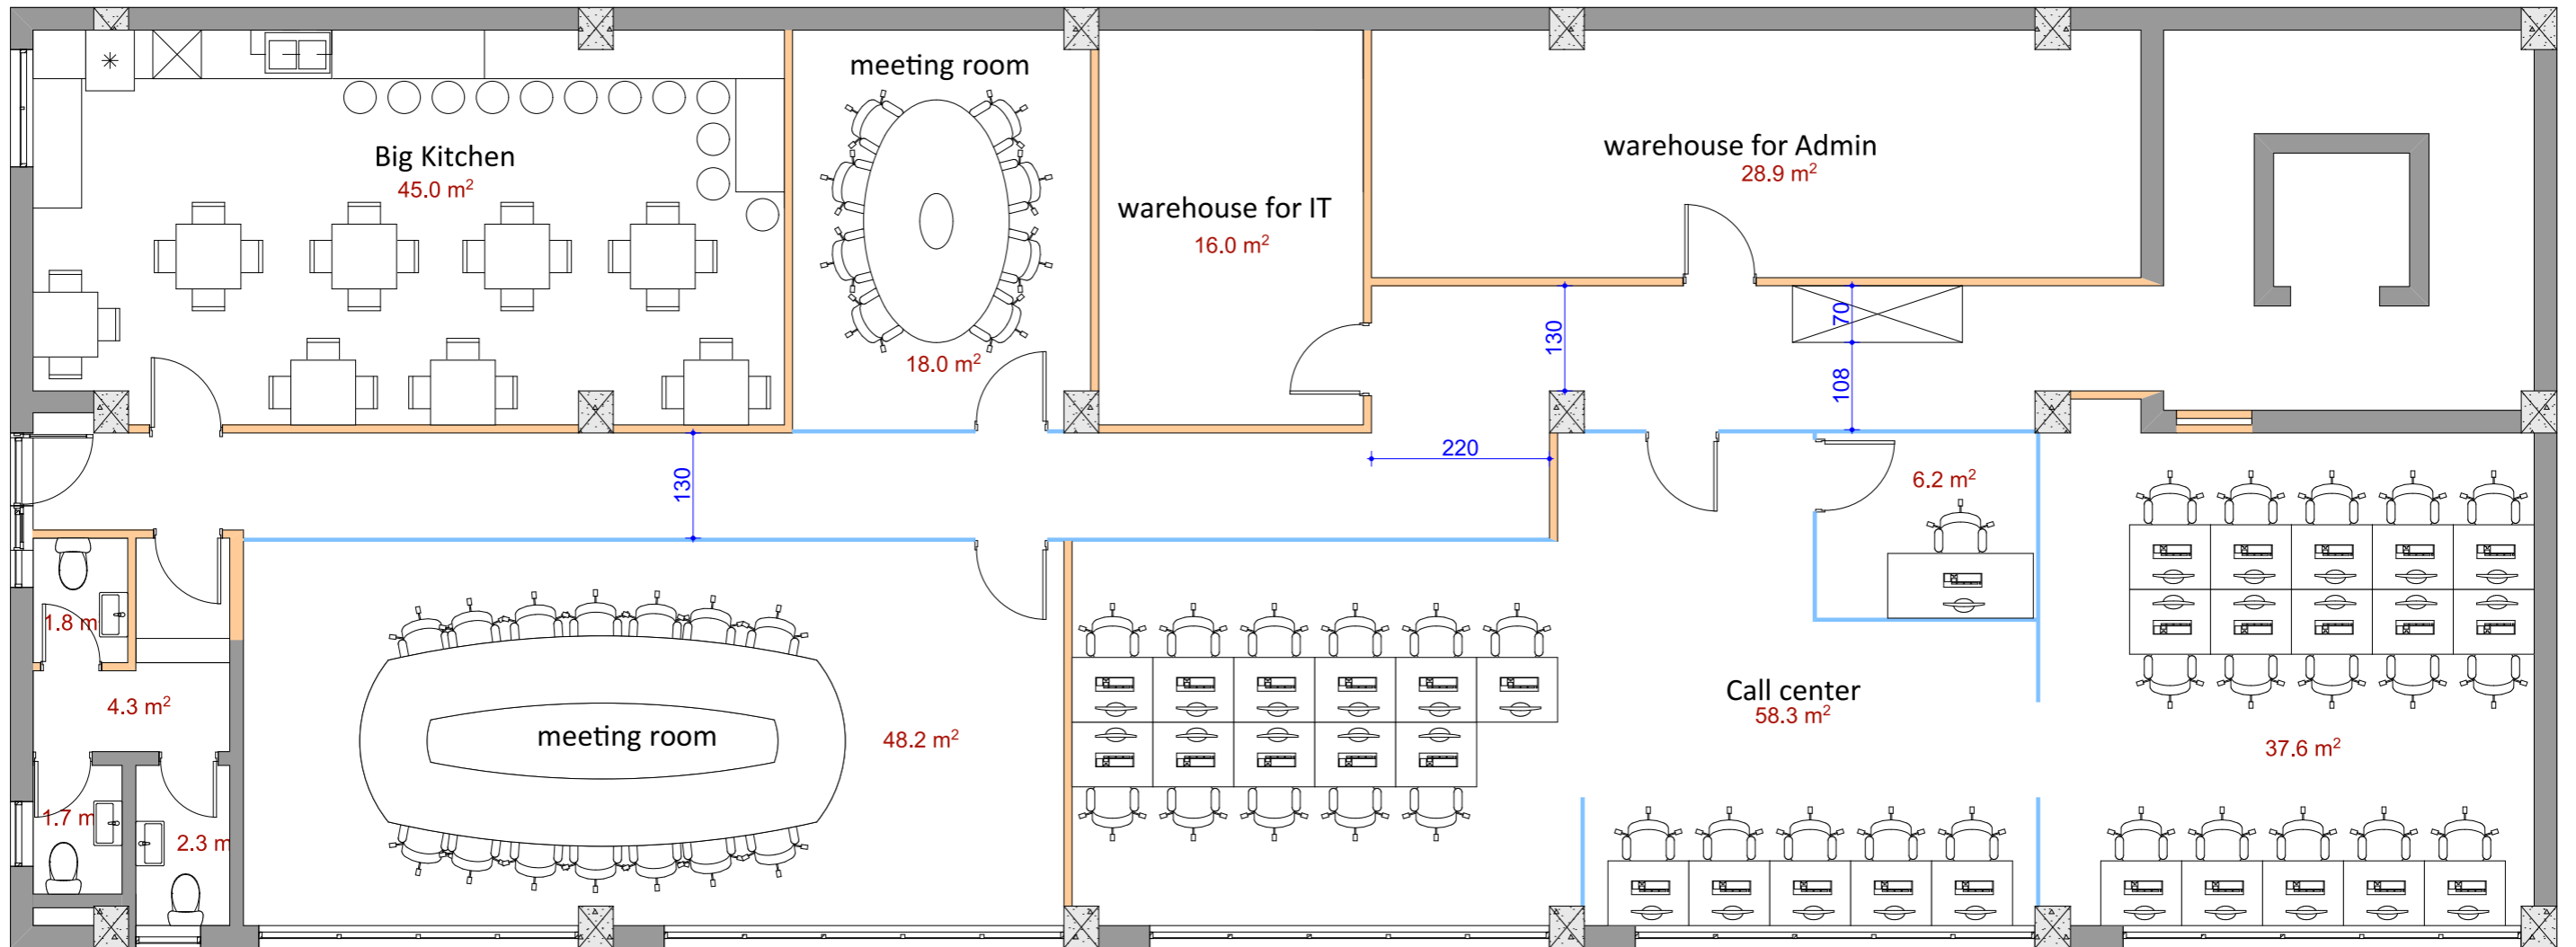 meeting room
Big Kitchen
45.0 m²
warehouse for Admin
28.9 m²
warehouse for IT
16.0 m²
18.0 m²
130
70
108
220
130
6.2 m²
1.8 m
4.3 m²
meeting room
48.2 m²
Call center
58.3 m²
37.6 m²
1.7 m
2.3 m